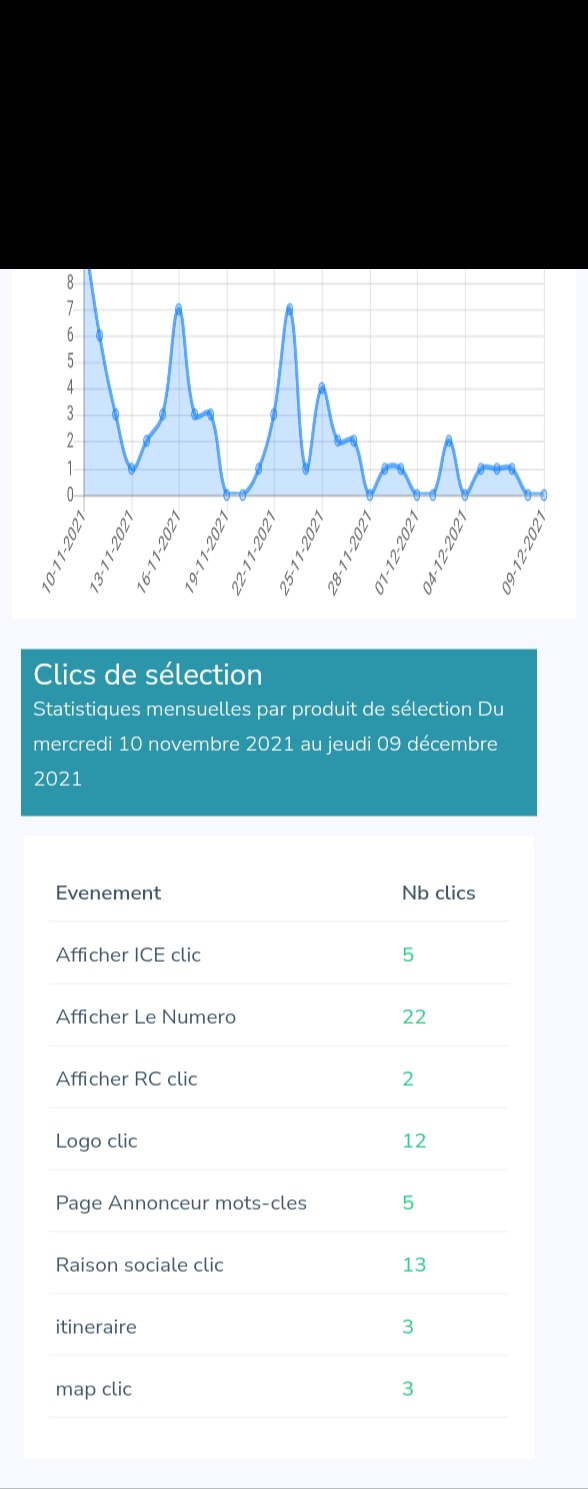 8
7
6
5
4
3
2
1
0
10-11-2021
13-11-2021
16-11-2021
19-11-2021
22-11-2021
25-11-2021
28-11-2021
01-12-2021
04-12-2021
09-12-2021
Clics de sélection
Statistiques mensuelles par produit de sélection Du
mercredi 10 novembre 2021 au jeudi 09 décembre
2021
Evenement Nb clics
Afficher ICE clic 5
Afficher Le Numero 22
Afficher RC clic 2
Logo clic 12
Page Annonceur mots-cles 5
Raison sociale clic 13
itineraire 3
map clic 3